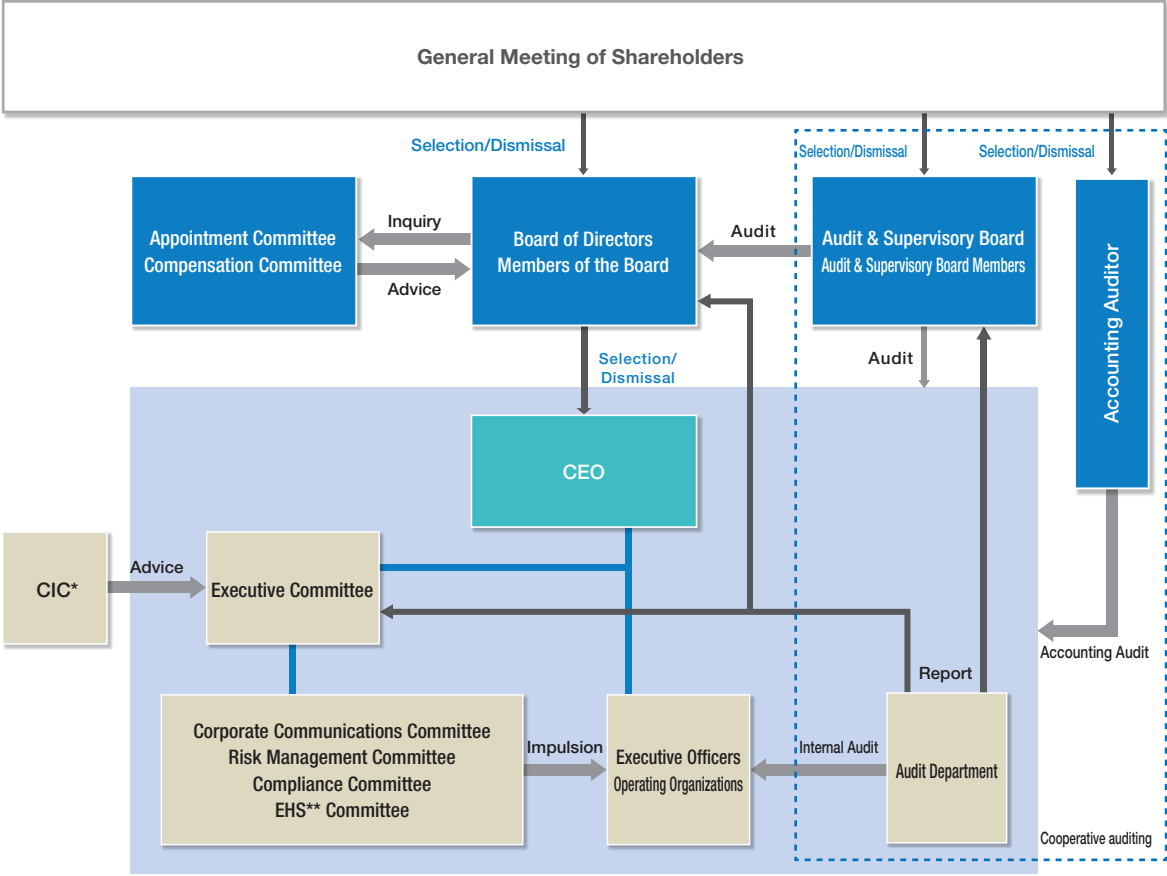 General Meeting of Shareholders
Selection/Dismissal
Selection/Dismissal
Selection/Dismissal
Appointment Committee
Compensation Committee
Inquiry
Advice
Board of Directors
Members of the Board
Audit
Audit & Supervisory Board
Audit & Supervisory Board Members
Accounting Auditor
Selection/
Dismissal
Audit
CEO
CIC*
Advice
Executive Committee
Accounting Audit
Report
Corporate Communications Committee
Risk Management Committee
Compliance Committee
EHS** Committee
Impulsion
Executive Officers
Operating Organizations
Internal Audit
Audit Department
Cooperative auditing